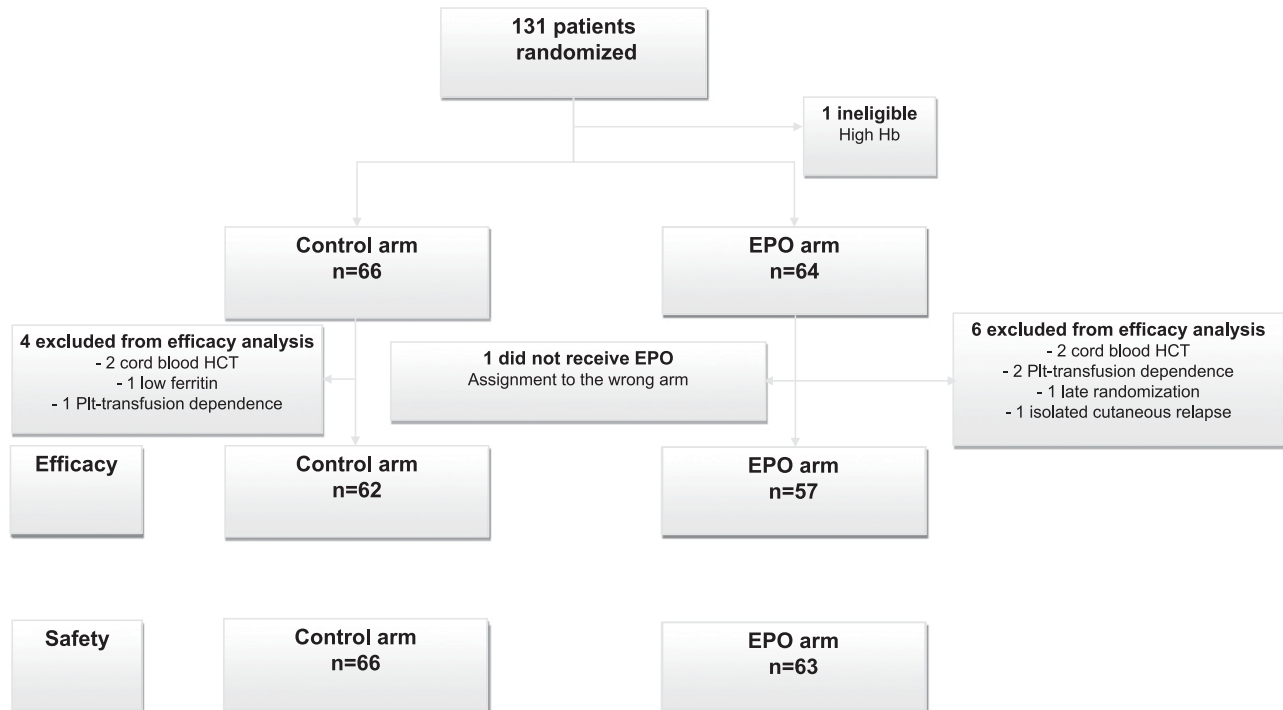 131 patients
randomized
1 ineligible
High Hb
Control arm
n=66
EPO arm
n=64
4 excluded from efficacy analysis
- 2 cord blood HCT
- 1 low ferritin
- 1 Plt-transfusion dependence
1 did not receive EPO
Assignment to the wrong arm
6 excluded from efficacy analysis
- 2 cord blood HCT
- 2 Plt-transfusion dependence
- 1 late randomization
- 1 isolated cutaneous relapse
Efficacy
Control arm
n=62
EPO arm
n=57
Safety
Control arm
n=66
EPO arm
n=63